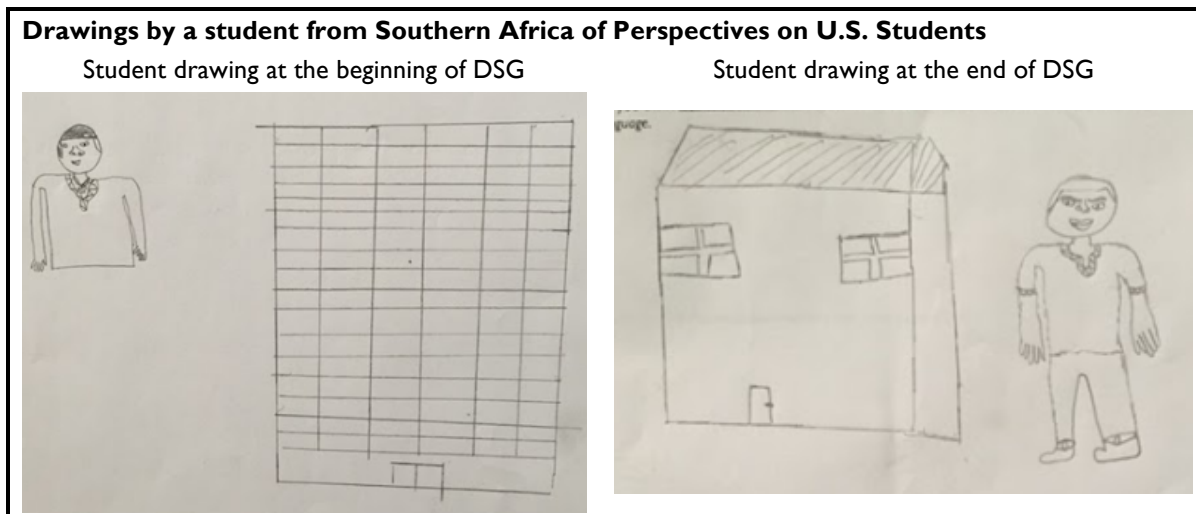 Drawings by a student from Southern Africa of Perspectives on U.S. Students
Student drawing at the beginning of DSG
Student drawing at the end of DSG
guage.